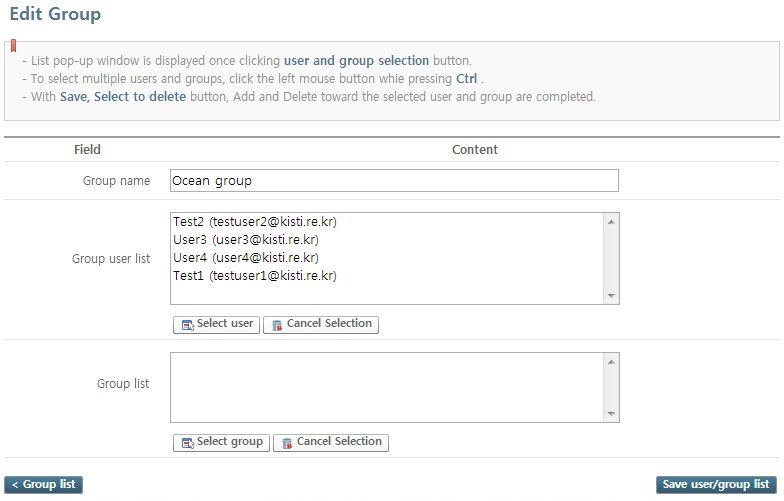 Edit Group
- List pop-up window is displayed once clicking user and group selection button.
- To select multiple users and groups, click the left mouse button whie pressing Ctrl .
- With Save, Select to delete button, Add and Delete toward the selected user and group are completed.
Field Content
Group name Ocean group
Test2 (testuser2@kisti.re.kr)
User3 (user3@kisti.re.kr)
Group user list User4 (user4@kisti.re.kr)
Test1 (testuser1@kisti.re.kr)
Select user Cancel Selection
Group list
Select group Cancel Selection
< Group list Save user/group list